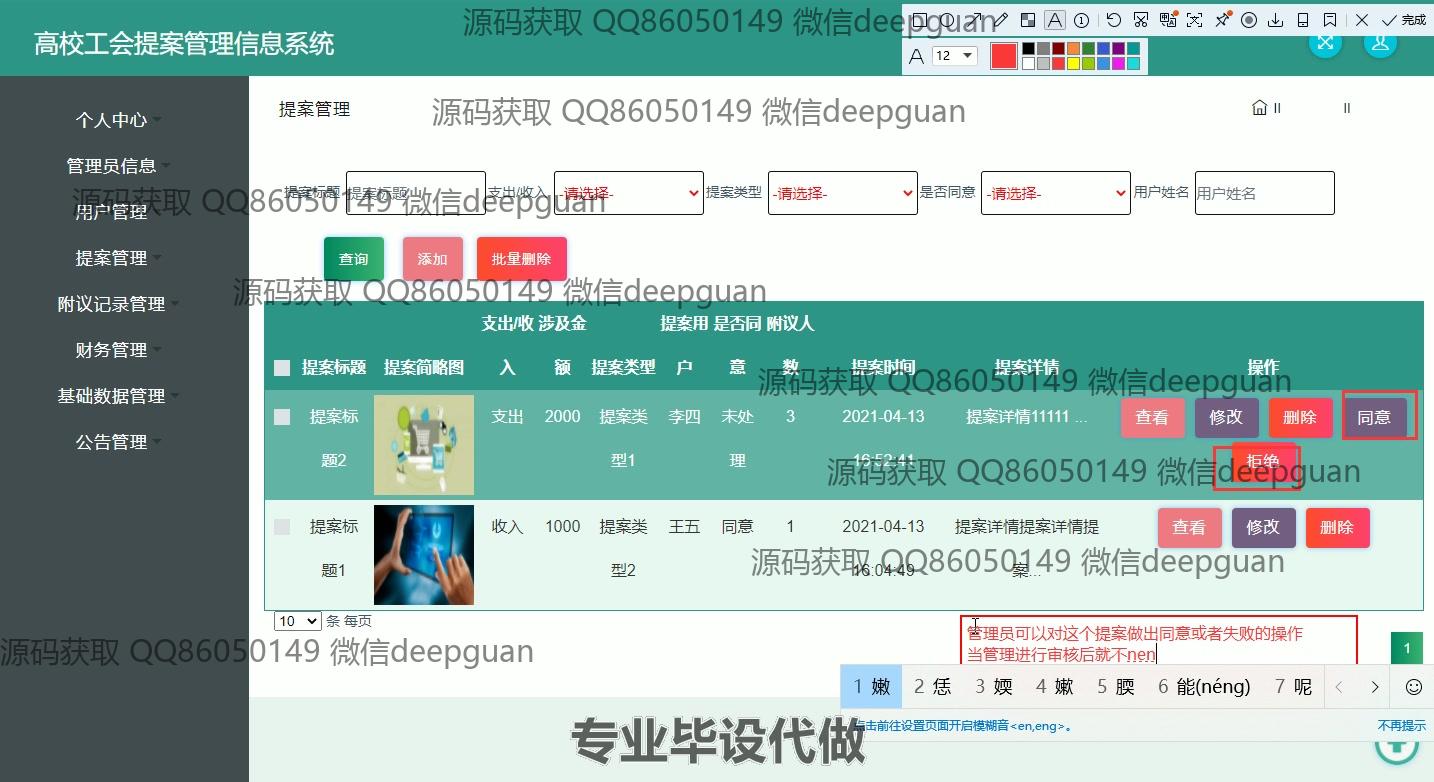 源码获取 QQ86050149 微信deepguan
完成
高校工会提案管理信息系统
A 12
个人中心
管理员信息
用户管理
提案管理
附议记录管理
财务管理
基础数据管理
公告管理
提案管理
源码获取 QQ86050149 微信deepguan
提案标题 提案标题 支出/收入 -请选择- 提案类型 -请选择- 是否同意 -请选择- 用户姓名 用户姓名
源码获取 QQ86050149 微信deepguan
查询 添加 批量删除
源码获取 QQ86050149 微信deepguan
支出/收 涉及金 提案用 是否同 附议人
提案标题 提案简略图 入 额 提案类型 户 意 数 提案时间 提案详情 操作
源码获取 QQ86050149 微信deepguan
提案标 支出 2000 提案类 李四 未处 3 2021-04-13 提案详情11111 ... 查看 修改 删除 同意
题2 型1 理 16:52:41 拒绝
源码获取 QQ86050149 微信deepguan
提案标 收入 1000 提案类 王五 同意 1 2021-04-13 提案详情提案详情提 查看 修改 删除
题1 型2 16:04:49 案...
源码获取 QQ86050149 微信deepguan
10 条 每页
管理员可以对这个提案做出同意或者失败的操作
当管理进行审核后就不nen
1
源码获取 QQ86050149 微信deepguan
1 嫩 2 恁 3 媆 4 嫰 5 腝 6 能(néng) 7 呢
点击前往设置页面开启模糊音<en,eng>。 不再提示
专业毕设代做